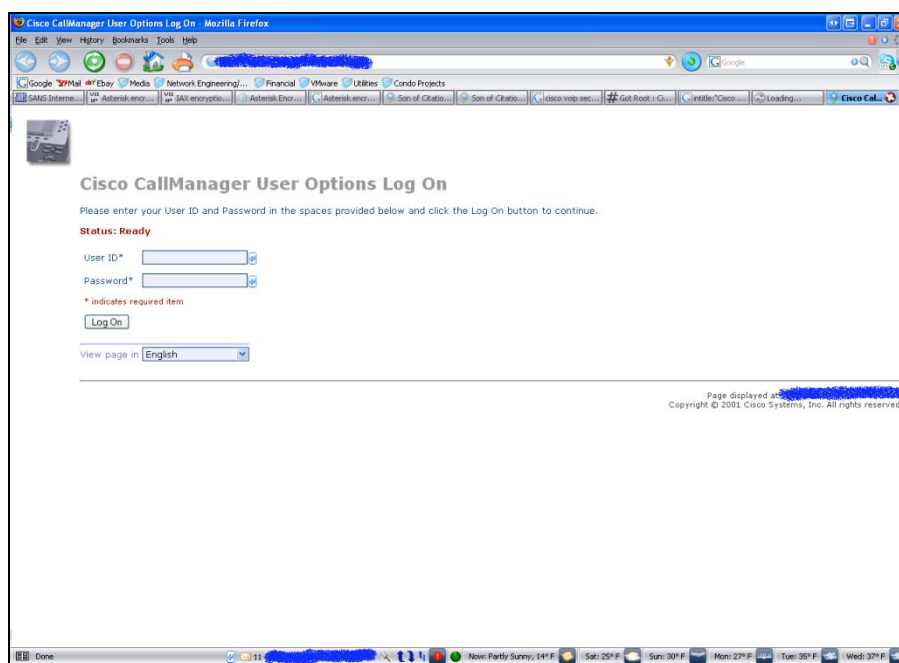 Cisco CallManager User Options Log On - Mozilla Firefox
File Edit View History Bookmarks Tools Help
Google
Google Mail eBay Media Network Engineering/... Financial VMware Utilities Condo Projects
SANS Interne... Asterisk encr... IAX encryptio... Asterisk Encr... Asterisk encr... Son of Citatio... Son of Citatio... cisco voip sec... Got Root : G... intitle:"Cisco ... Loading... Cisco Cal...
Cisco CallManager User Options Log On
Please enter your User ID and Password in the spaces provided below and click the Log On button to continue.
Status: Ready
User ID*
Password*
* indicates required item
Log On
View page in English
Page displayed at:
Copyright © 2001 Cisco Systems, Inc. All rights reserved
Done 11 Now: Partly Sunny, 14° F Sat: 25° F Sun: 30° F Mon: 27° F Tue: 35° F Wed: 37° F